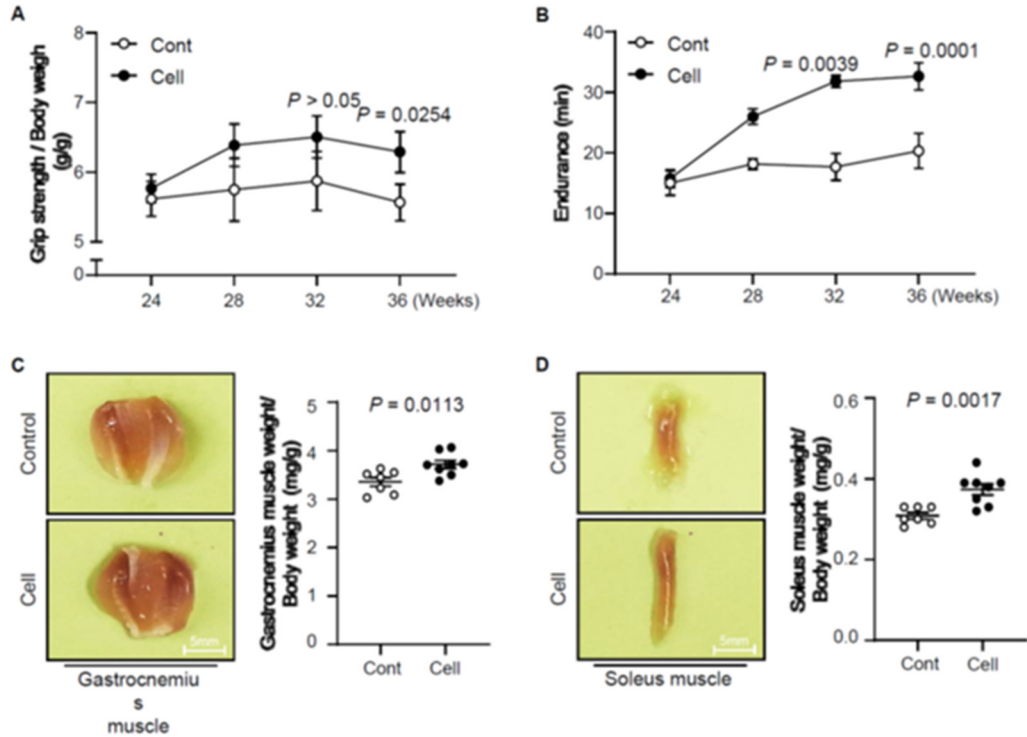 A
Grip strength / Body weigh
(g/g)
8
7
6
5
0
Cont
Cell
P > 0.05
P = 0.0254
24
28
32
36 (Weeks)
B
Endurance (min)
40
30
20
10
0
Cont
Cell
P = 0.0039
P = 0.0001
24
28
32
36 (Weeks)
C
Control
Cell
5mm
Gastrocnemiu
s
muscle
Gastrocnemius muscle weight/
Body weight (mg/g)
5
4
3
2
1
0
P = 0.0113
Cont
Cell
D
Control
Cell
5mm
Soleus muscle
Soleus muscle weight/
Body weight (mg/g)
0.6
0.4
0.2
0.0
P = 0.0017
Cont
Cell